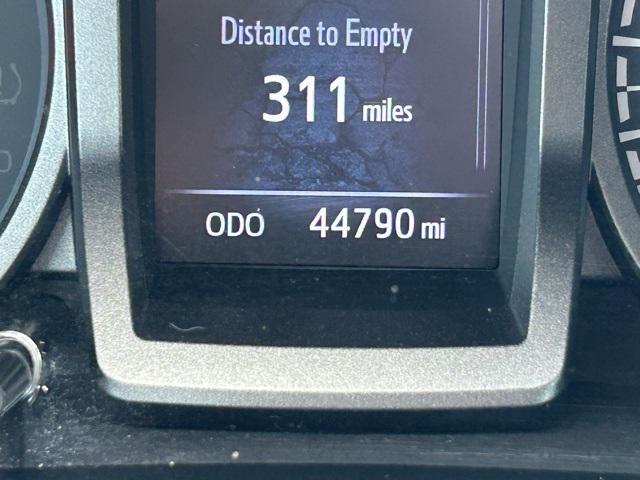 Distance to Empty
311 miles
ODO 44790 mi